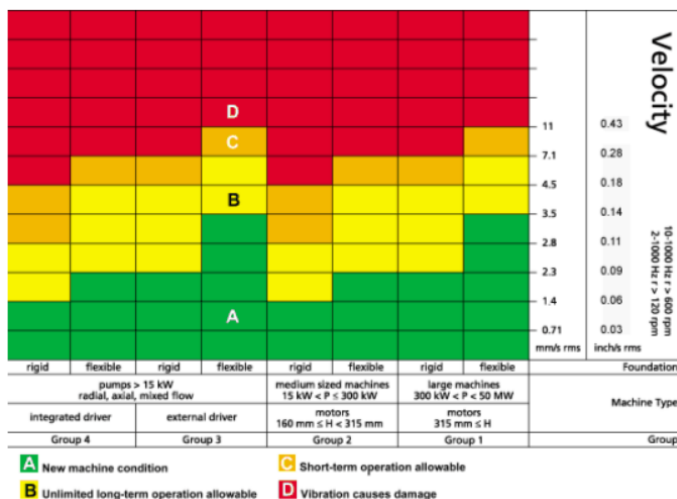 Velocity
10-1000 Hz r > 600 rpm
2-1000 Hz r > 120 rpm
D
C
B
A
11 0.43
7.1 0.28
4.5 0.18
3.5 0.14
2.8 0.11
2.3 0.09
1.4 0.06
0.71 0.03
mm/s rms inch/s rms
rigid flexible rigid flexible rigid flexible rigid flexible Foundation
pumps > 15 kW medium sized machines large machines Machine Type
radial, axial, mixed flow 15 kW < P ≤ 300 kW 300 kW < P < 50 MW
integrated driver external driver motors motors
160 mm ≤ H < 315 mm 315 mm ≤ H
Group 4 Group 3 Group 2 Group 1 Group
A New machine condition C Short-term operation allowable
B Unlimited long-term operation allowable D Vibration causes damage